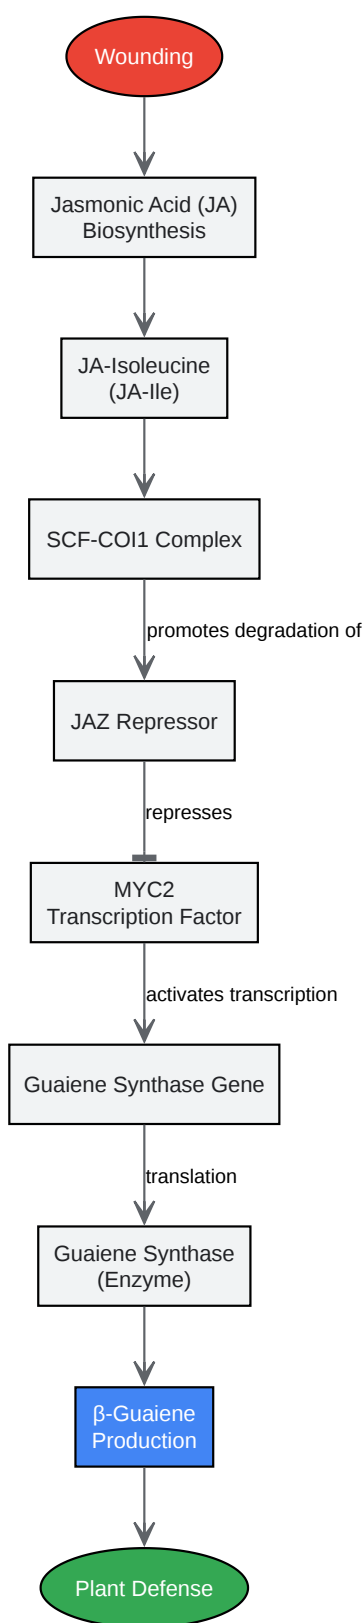 Wounding
Jasmonic Acid (JA)
Biosynthesis
JA-Isoleucine
(JA-Ile)
SCF-COI1 Complex
promotes degradation of
JAZ Repressor
represses
MYC2
Transcription Factor
activates transcription
Guaiene Synthase Gene
translation
Guaiene Synthase
(Enzyme)
β-Guaiene
Production
Plant Defense